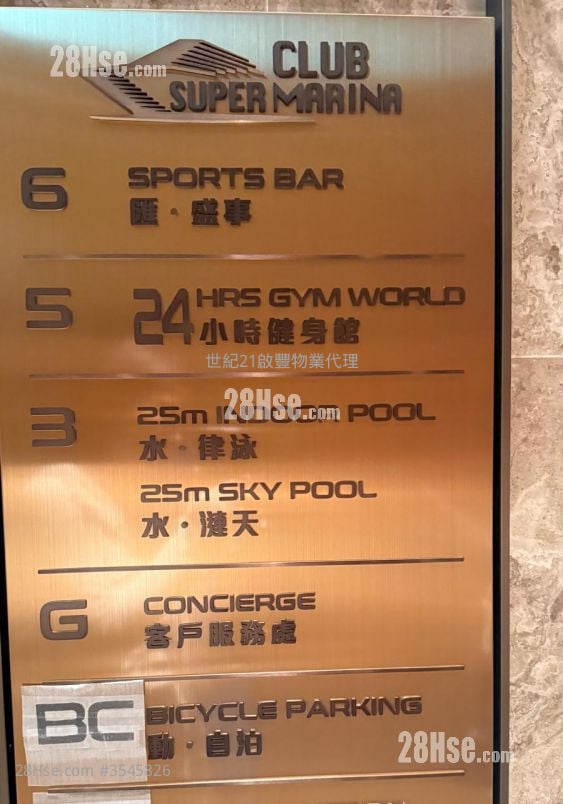 28Hse.com
CLUB
SUPER MARINA
6 SPORTS BAR
匯·盛事
5 24 HRS GYM WORLD
小時健身館
世紀21啟豐物業代理
28Hse.com
3 25m INDOOR POOL
水·律泳
25m SKY POOL
水·漣天
G CONCIERGE
客戶服務處
BC BICYCLE PARKING
動·自泊
28Hse.com
28Hse.com #3545326